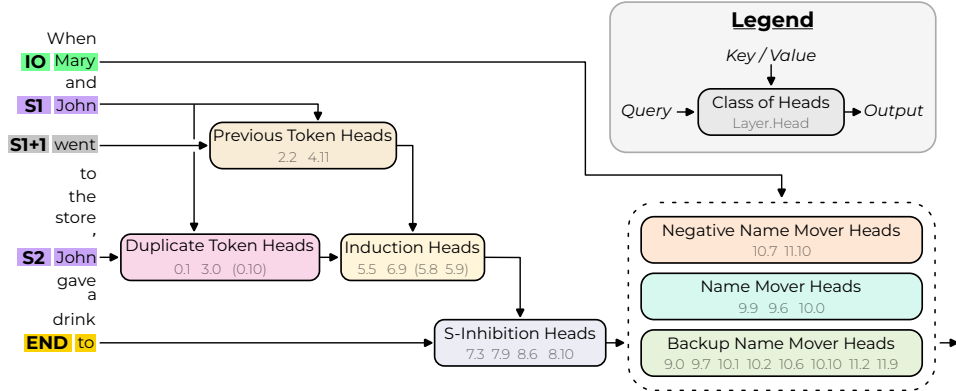 When
IO Mary
and
S1 John
S1+1 went
to
the
store
,
S2 John
gave
a
drink
END to
Previous Token Heads
2.2 4.11
Duplicate Token Heads
0.1 3.0 (0.10)
Induction Heads
5.5 6.9 (5.8 5.9)
S-Inhibition Heads
7.3 7.9 8.6 8.10
Legend
Key / Value
Query
Class of Heads
Layer.Head
Output
Negative Name Mover Heads
10.7 11.10
Name Mover Heads
9.9 9.6 10.0
Backup Name Mover Heads
9.0 9.7 10.1 10.2 10.6 10.10 11.2 11.9